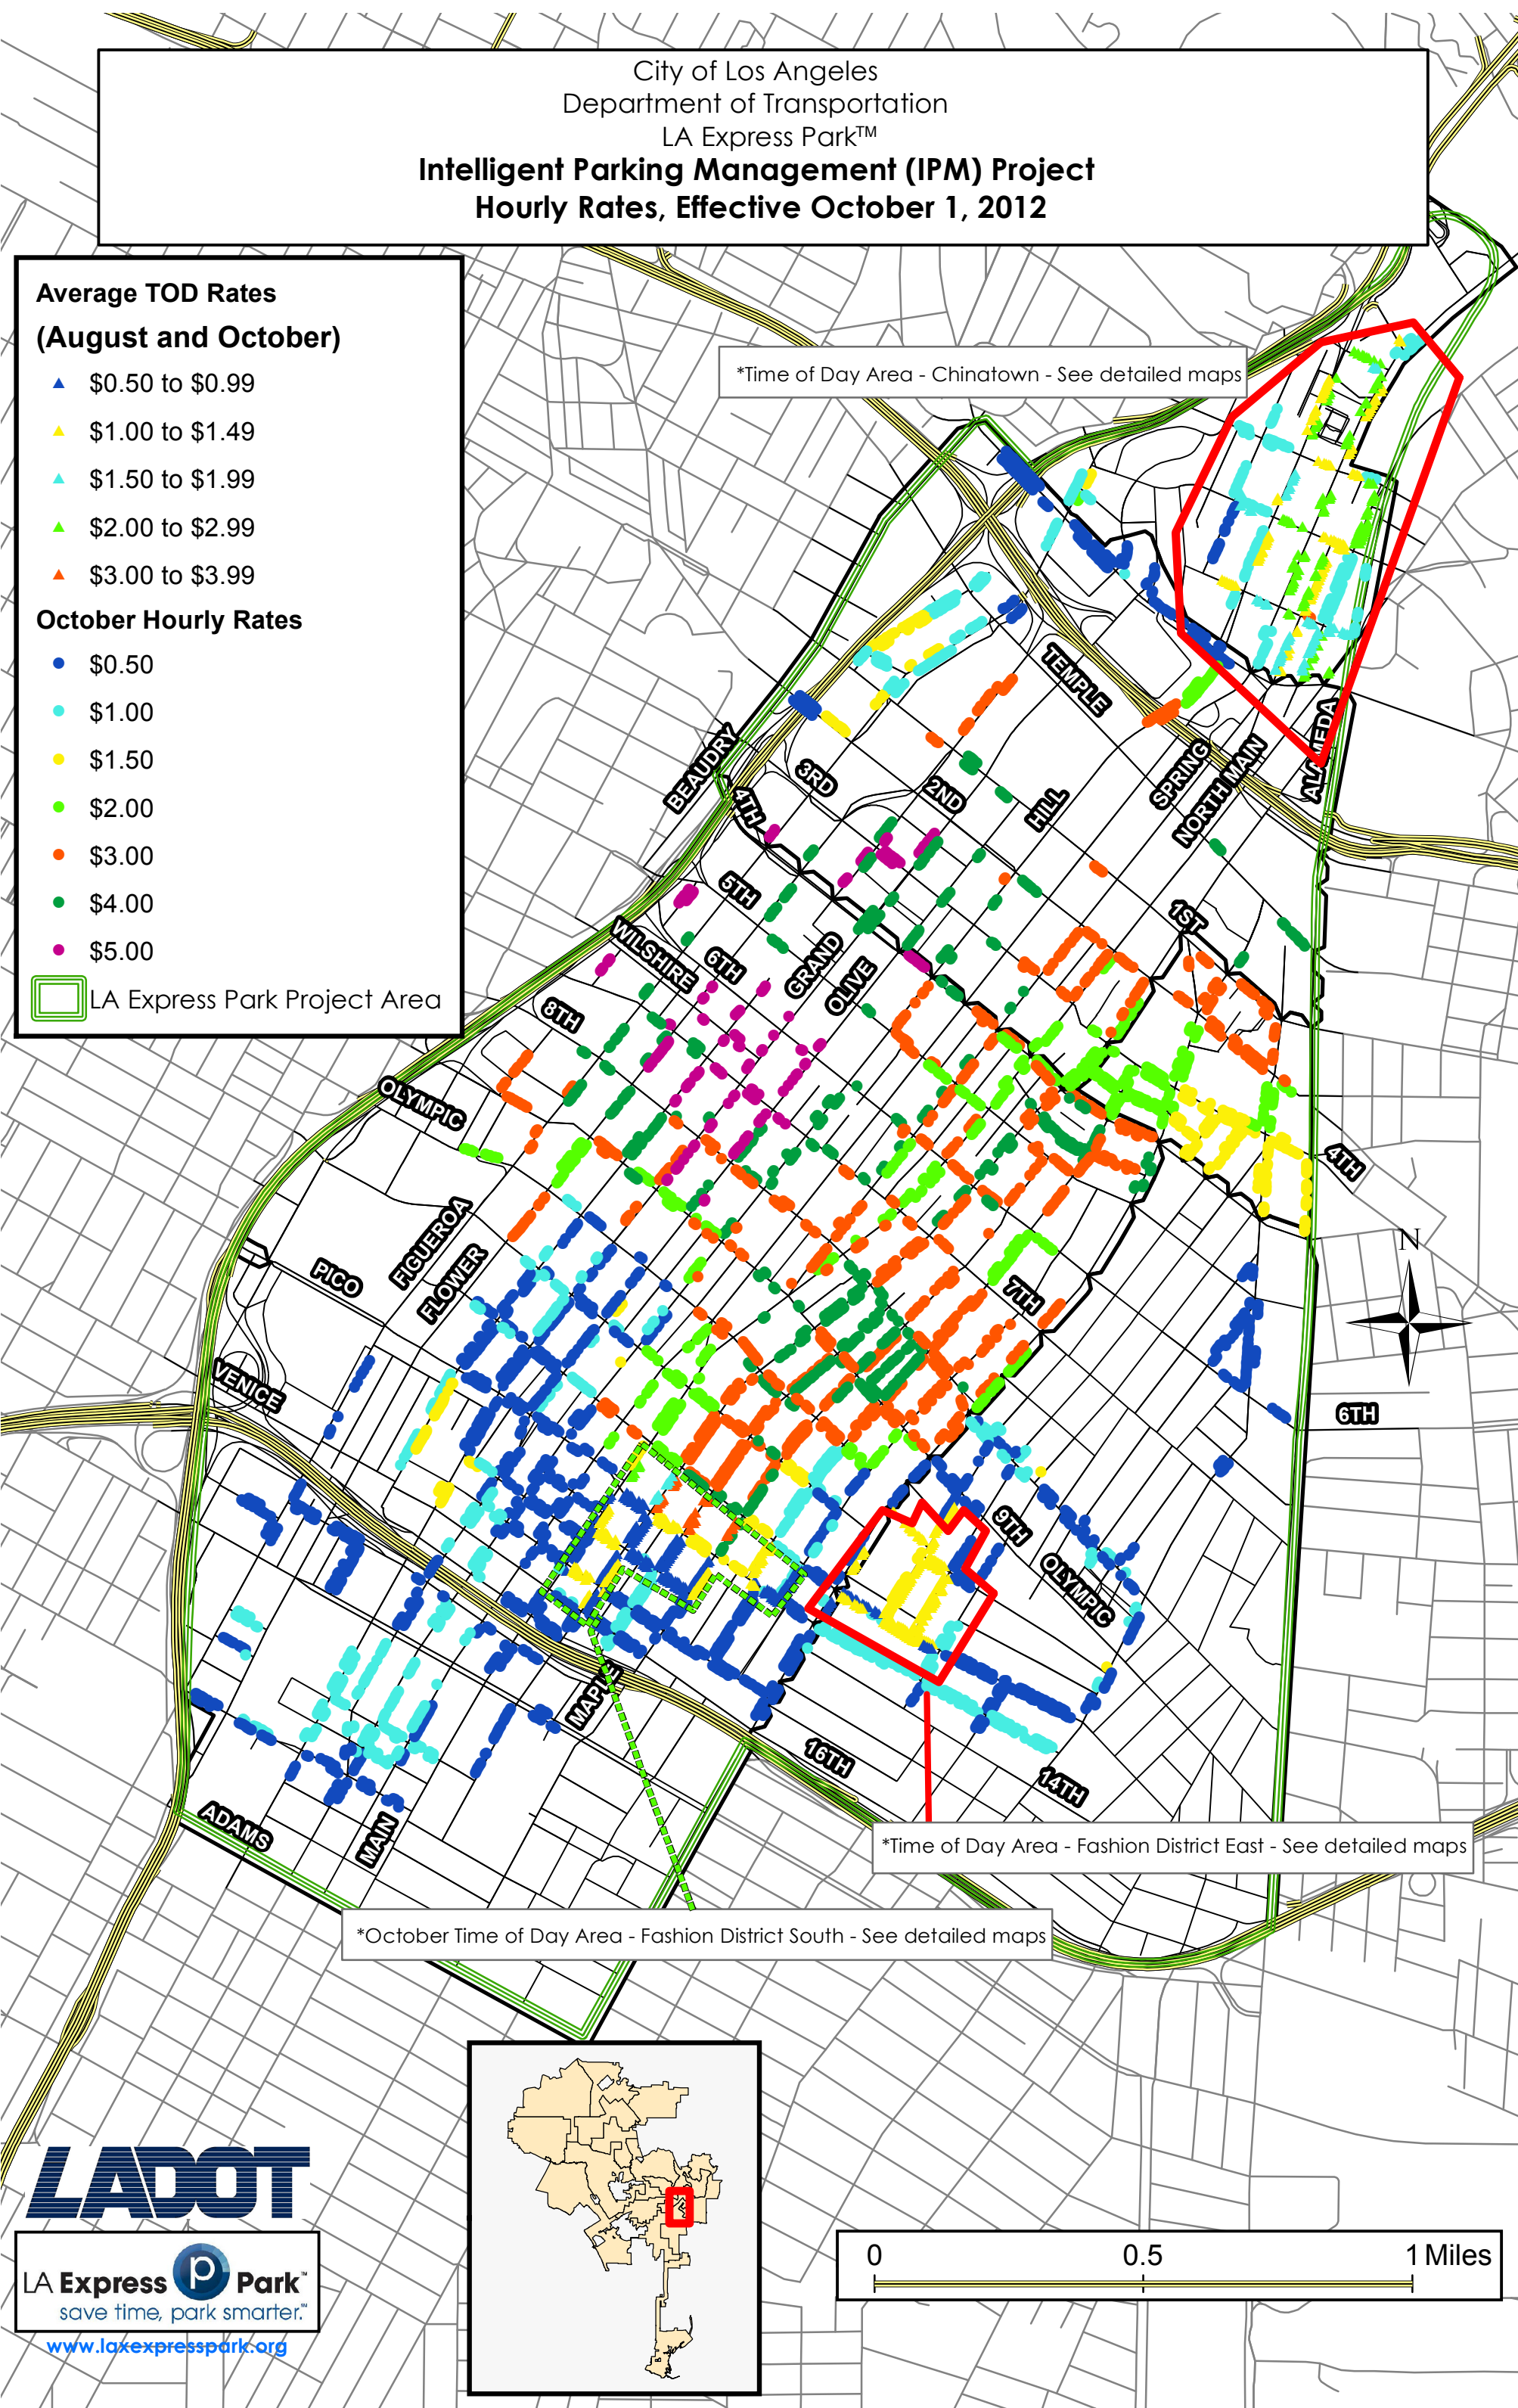 City of Los Angeles
Department of Transportation
LA Express Park™
Intelligent Parking Management (IPM) Project
Hourly Rates, Effective October 1, 2012
Average TOD Rates
(August and October)
$0.50 to $0.99
$1.00 to $1.49
$1.50 to $1.99
$2.00 to $2.99
$3.00 to $3.99
October Hourly Rates
$0.50
$1.00
$1.50
$2.00
$3.00
$4.00
$5.00
LA Express Park Project Area
*Time of Day Area - Chinatown - See detailed maps
TEMPLE
BEAUDRY
3RD
4TH
2ND
HILL
SPRING
NORTH MAIN
ALAMEDA
5TH
WILSHIRE
6TH
GRAND
OLIVE
1ST
8TH
OLYMPIC
4TH
FIGUEROA
FLOWER
PICO
7TH
N
VENICE
6TH
9TH
OLYMPIC
MAPLE
16TH
14TH
ADAMS
MAIN
*Time of Day Area - Fashion District East - See detailed maps
*October Time of Day Area - Fashion District South - See detailed maps
LADOT
LA Express P Park™
save time, park smarter.℠
www.laxexpresspark.org
0 0.5 1 Miles